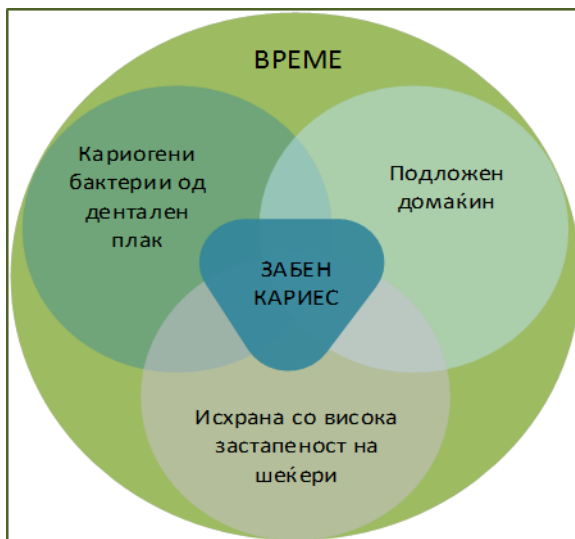 ВРЕМЕ
Кариогени
бактерии од
дентален
плак
Подложен
домаќин
ЗАБЕН
КАРИЕС
Исхрана со висока
застапеност на
шеќери